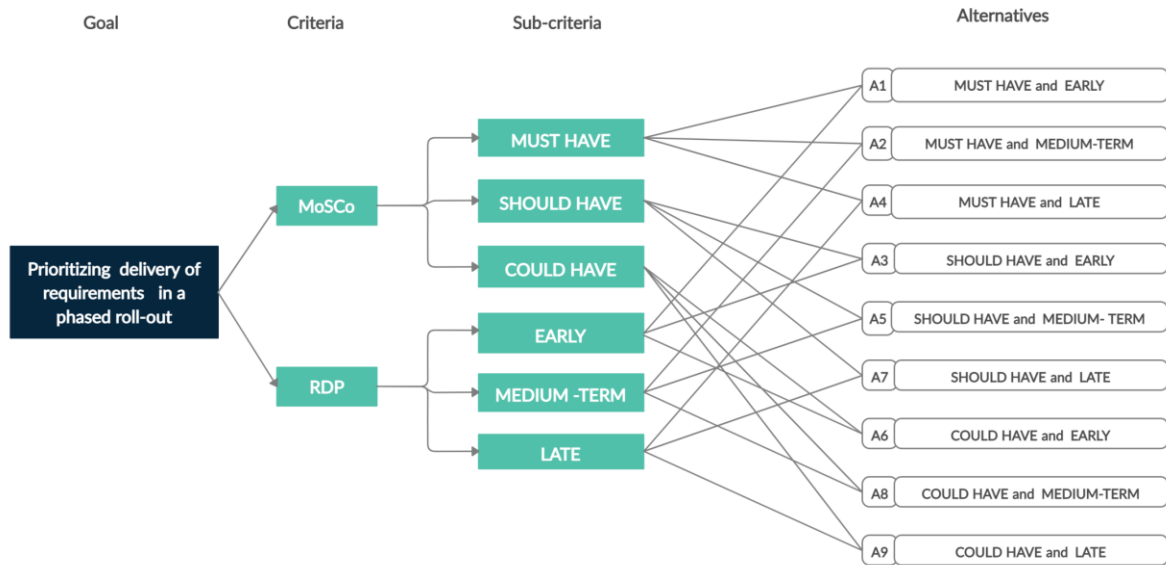 Goal
Criteria
Sub-criteria
Alternatives
Prioritizing delivery of
requirements in a
phased roll-out
MoSCo
RDP
MUST HAVE
SHOULD HAVE
COULD HAVE
EARLY
MEDIUM -TERM
LATE
A1 MUST HAVE and EARLY
A2 MUST HAVE and MEDIUM-TERM
A4 MUST HAVE and LATE
A3 SHOULD HAVE and EARLY
A5 SHOULD HAVE and MEDIUM- TERM
A7 SHOULD HAVE and LATE
A6 COULD HAVE and EARLY
A8 COULD HAVE and MEDIUM-TERM
A9 COULD HAVE and LATE